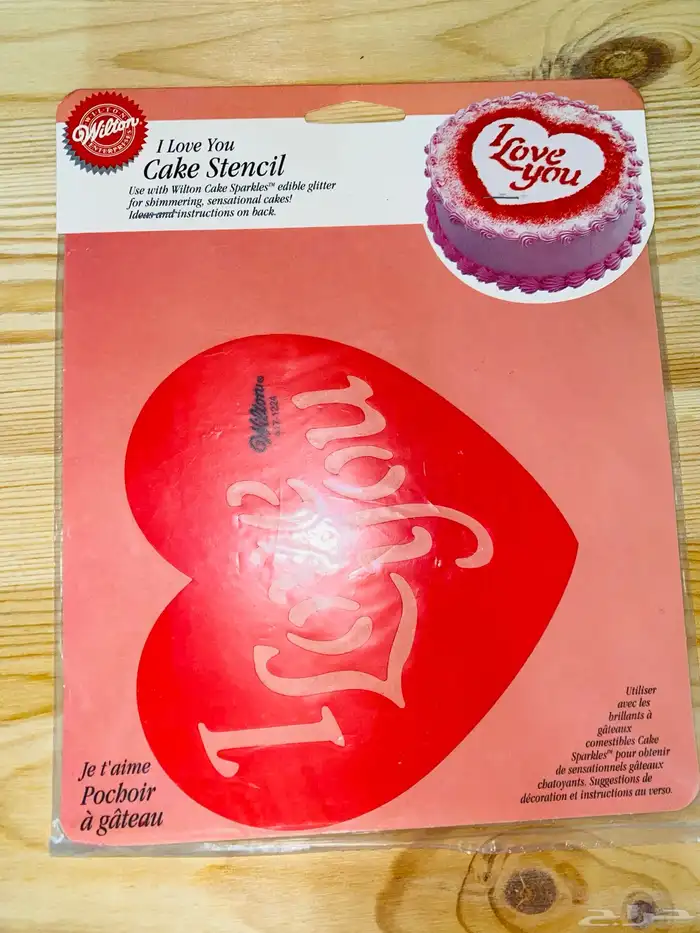 WILTON
Wilton
ENTERPRISES
I Love You
Cake Stencil
Use with Wilton Cake Sparkles™ edible glitter
for shimmering, sensational cakes!
Ideas and instructions on back.
I
Love
you
Wilton
I Love you
Je t'aime
Pochoir
à gâteau
Utiliser
avec les
brillants à
gâteaux
comestibles Cake
Sparkles™ pour obtenir
de sensationnels gâteaux
chatoyants. Suggestions de
décoration et instructions au verso.
حراج